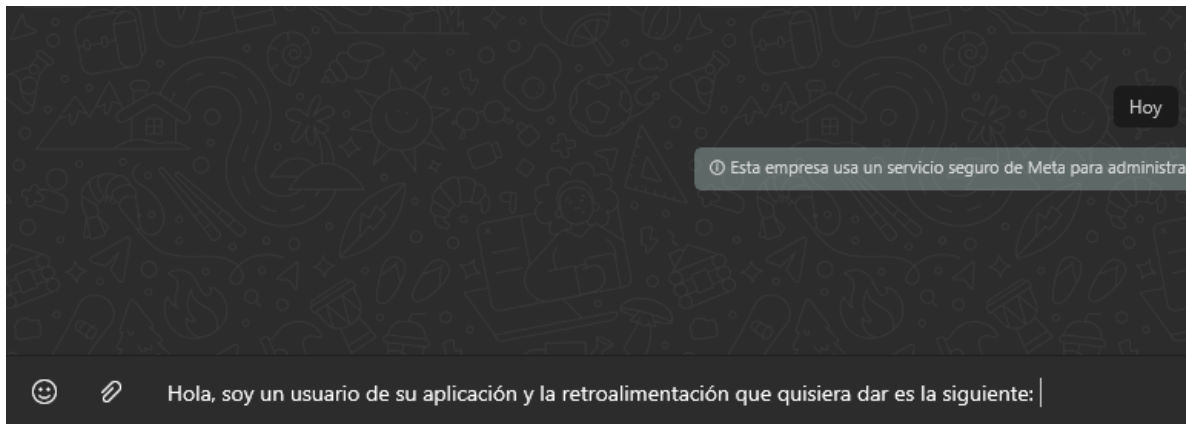 Hoy
Esta empresa usa un servicio seguro de Meta para administra
Hola, soy un usuario de su aplicación y la retroalimentación que quisiera dar es la siguiente: